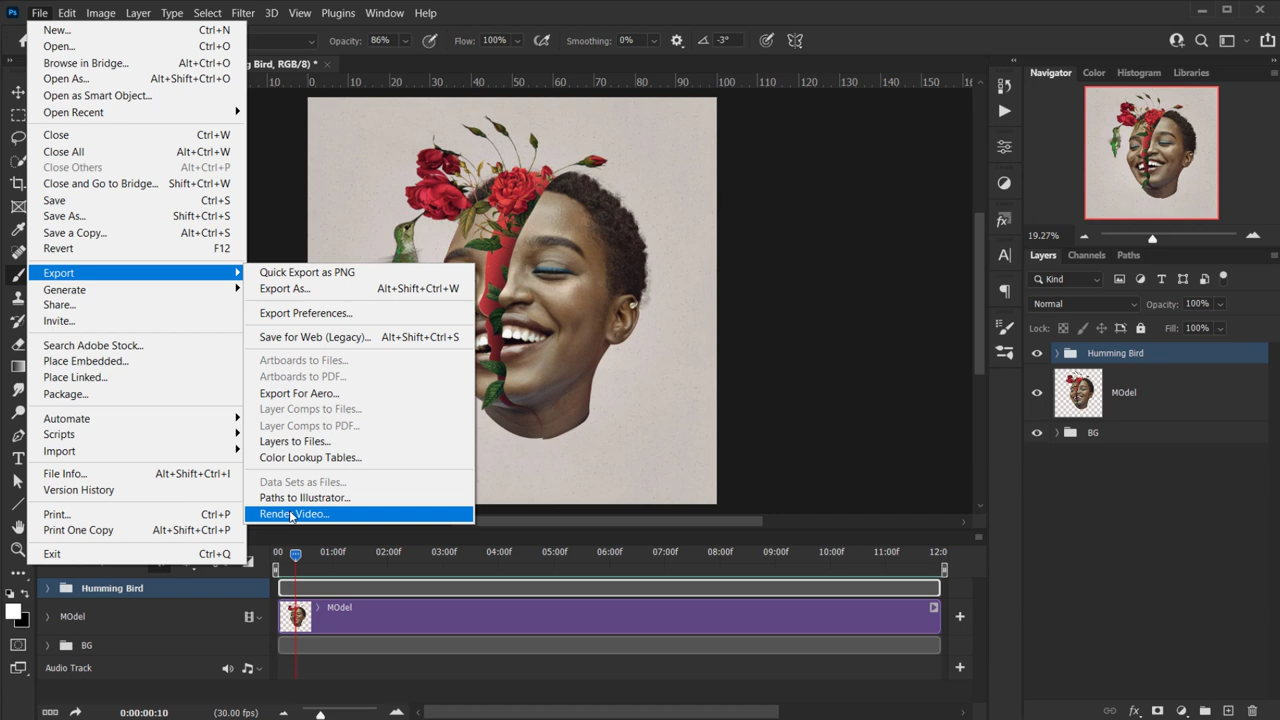 Ps File Edit Image Layer Type Select Filter 3D View Plugins Window Help
Opacity: 86% Flow: 100% Smoothing: 0% -3°
g Bird, RGB/8) *
10 0 10 20 30 40 50 60 70 80 90 100 110 120 130 140 150 16
New... Ctrl+N
Open... Ctrl+O
Browse in Bridge... Alt+Ctrl+O
Open As... Alt+Shift+Ctrl+O
Open as Smart Object...
Open Recent
Close Ctrl+W
Close All Alt+Ctrl+W
Close Others Alt+Ctrl+P
Close and Go to Bridge... Shift+Ctrl+W
Save Ctrl+S
Save As... Shift+Ctrl+S
Save a Copy... Alt+Ctrl+S
Revert F12
Export
Generate
Share...
Invite...
Search Adobe Stock...
Place Embedded...
Place Linked...
Package...
Automate
Scripts
Import
File Info... Alt+Shift+Ctrl+I
Version History
Print... Ctrl+P
Print One Copy Alt+Shift+Ctrl+P
Exit Ctrl+Q
Quick Export as PNG
Export As... Alt+Shift+Ctrl+W
Export Preferences...
Save for Web (Legacy)... Alt+Shift+Ctrl+S
Artboards to Files...
Artboards to PDF...
Export For Aero...
Layer Comps to Files...
Layer Comps to PDF...
Layers to Files...
Color Lookup Tables...
Data Sets as Files...
Paths to Illustrator...
Render Video...
Navigator Color Histogram Libraries
19.27%
Layers Channels Paths
Kind
Normal Opacity: 100%
Lock: Fill: 100%
Humming Bird
MOdel
BG
00 01:00f 02:00f 03:00f 04:00f 05:00f 06:00f 07:00f 08:00f 09:00f 10:00f 11:00f 12:0
Humming Bird
MOdel MOdel
BG
Audio Track
0:00:00:10 (30.00 fps)